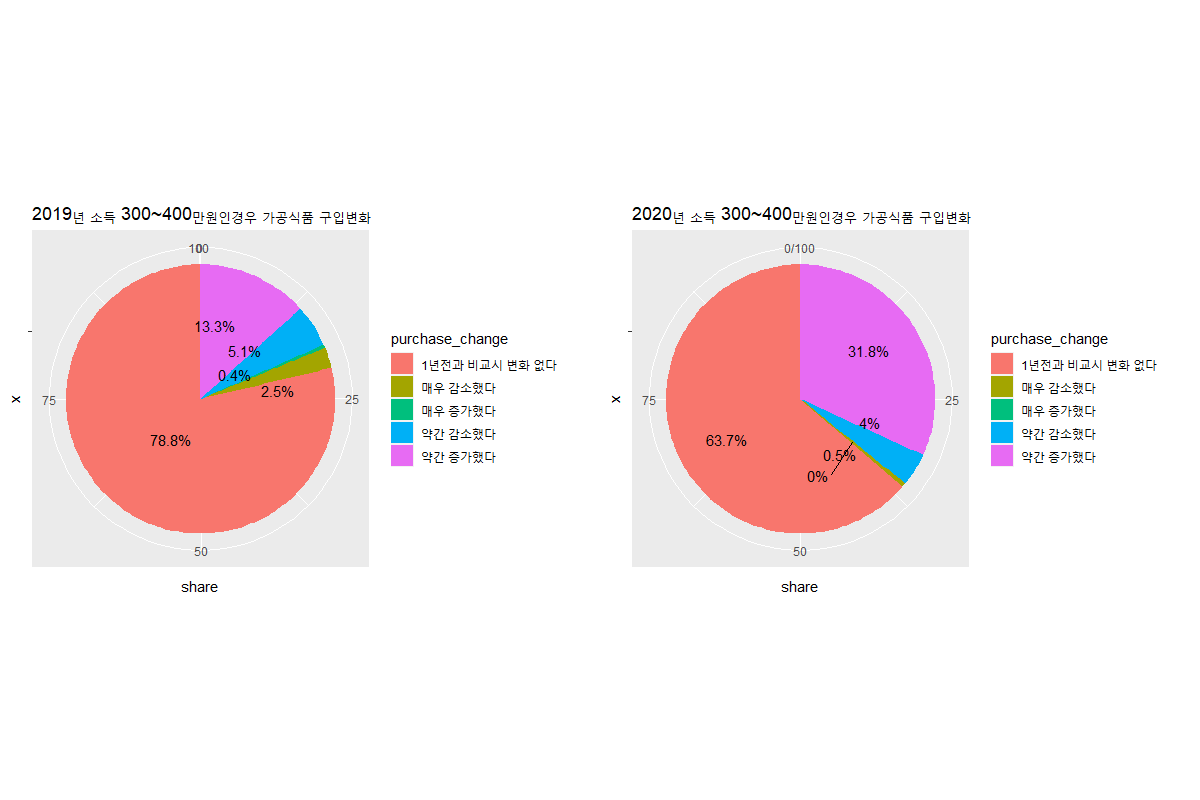 2019년 소득 300~400만원인경우 가공식품 구입변화
100
0
13.3%
5.1%
0.4%
2.5%
78.8%
75
25
50
x
share
purchase_change
1년전과 비교시 변화 없다
매우 감소했다
매우 증가했다
약간 감소했다
약간 증가했다
2020년 소득 300~400만원인경우 가공식품 구입변화
0/100
31.8%
4%
0.5%
0%
63.7%
75
25
50
x
share
purchase_change
1년전과 비교시 변화 없다
매우 감소했다
매우 증가했다
약간 감소했다
약간 증가했다